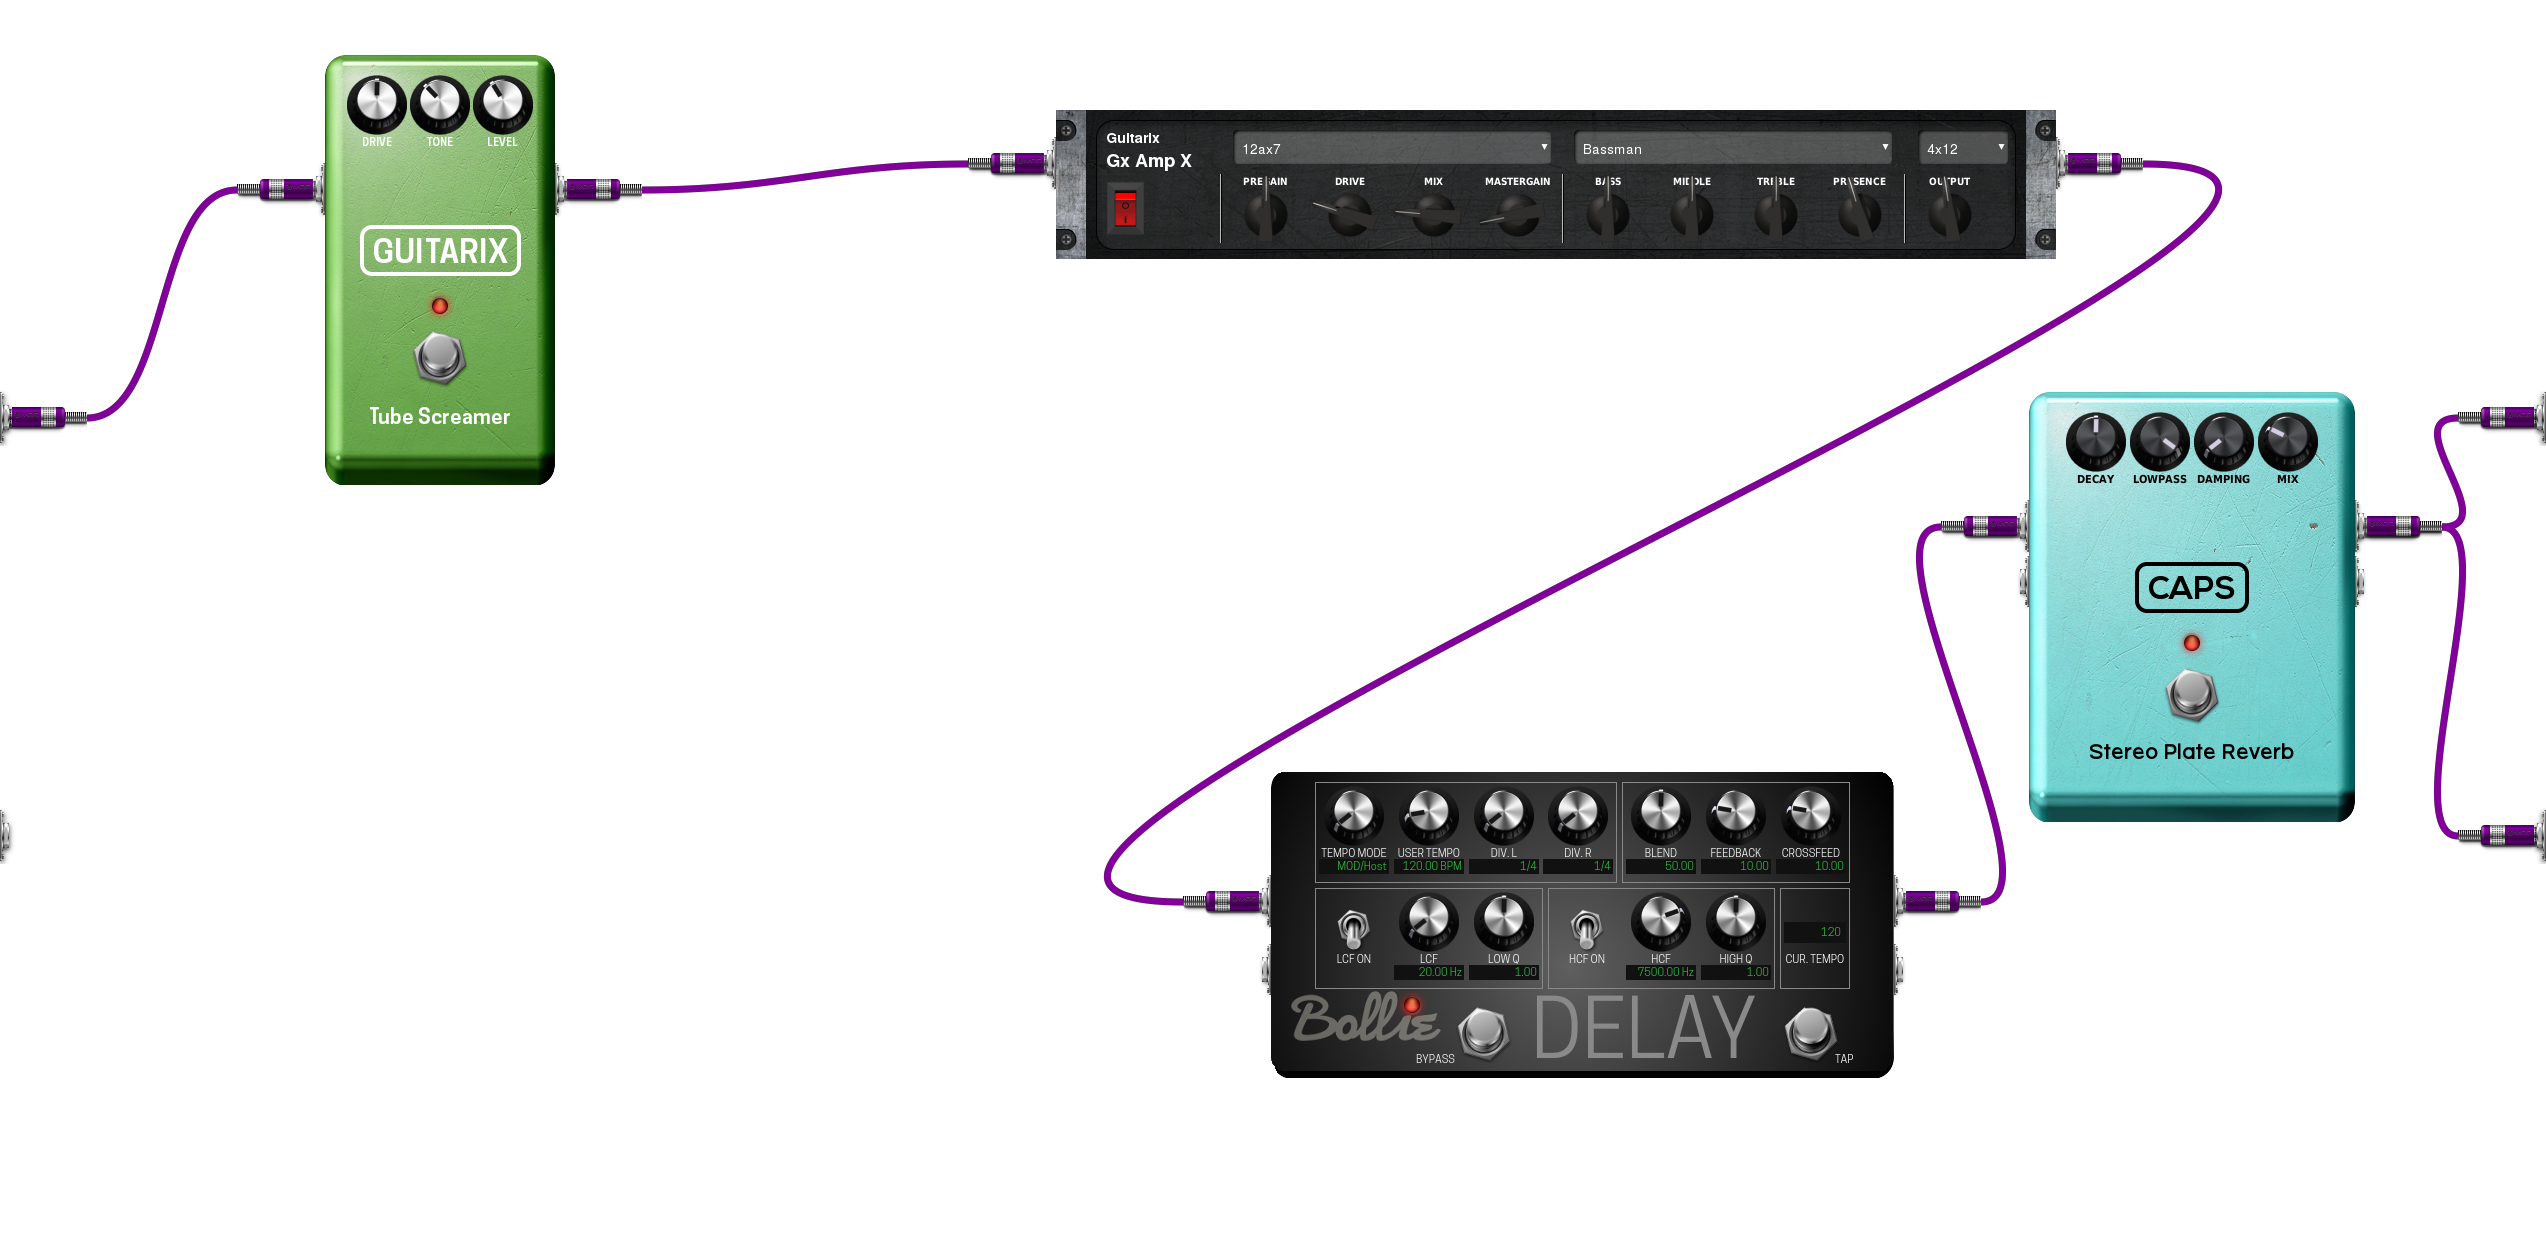 DRIVE TONE LEVEL
GUITARIX
Tube Screamer
Guitarix
Gx Amp X
12ax7
Bassman
4x12
DRIVE MIX MASTERGAIN
CAPS
DECAY LOWPASS DAMPING MIX
Stereo Plate Reverb
TEMPO MODE USER TEMPO DIV. L DIV. R
MOD/Host 120.00 BPM 1/4 1/4
BLEND FEEDBACK CROSSFEED
50.00 10.00 10.00
LCF ON LCF LOW Q
20.00 Hz 1.00
HCF ON HCF HIGH Q
7500.00 Hz 1.00
120
CUR. TEMPO
Bollie DELAY
BYPASS
TAP